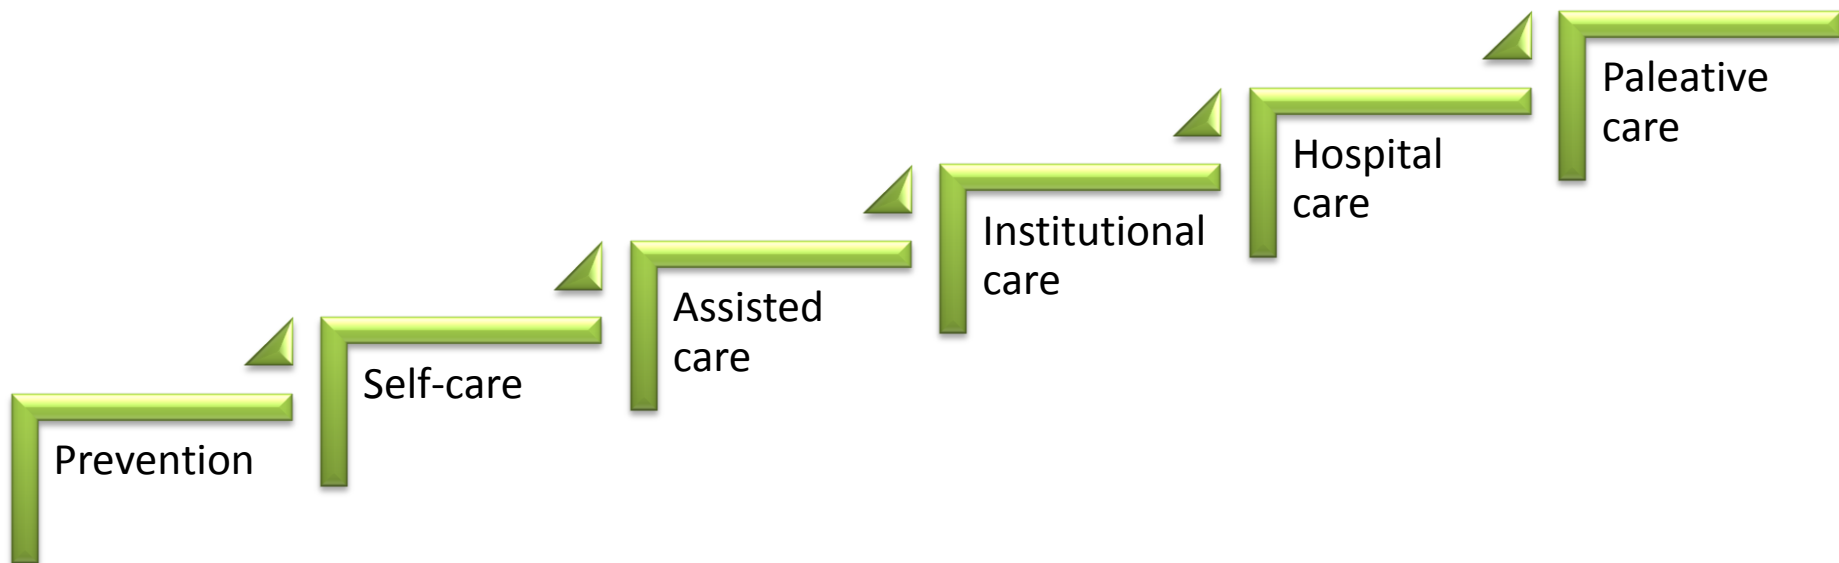 Prevention
Self-care
Assisted
care
Institutional
care
Hospital
care
Paleative
care